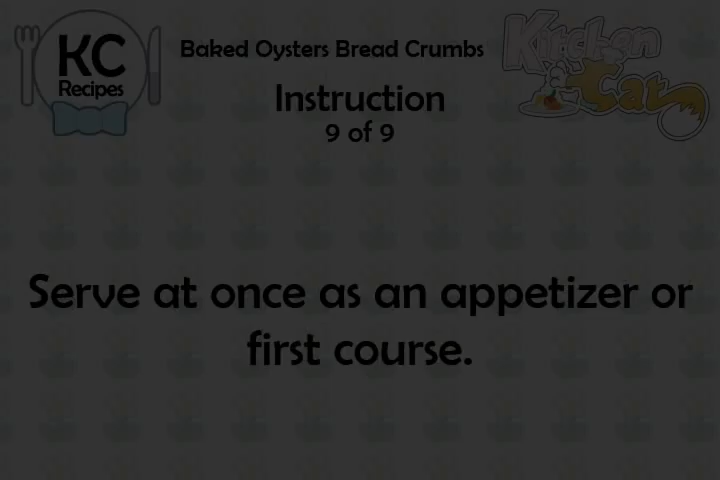 KC
Recipes
Baked Oysters Bread Crumbs
Kitchen
Cat
Instruction
9 of 9
Serve at once as an appetizer or
first course.